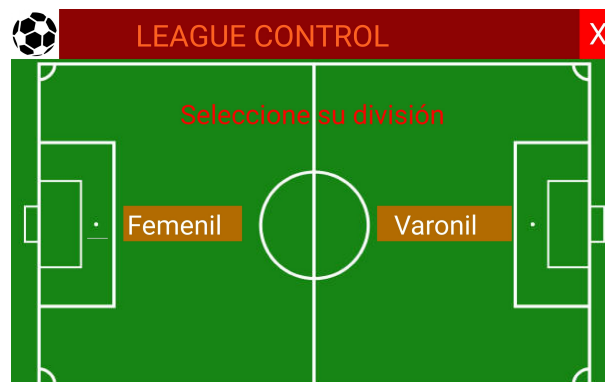 LEAGUE CONTROL
X
Seleccione su división
Femenil
Varonil